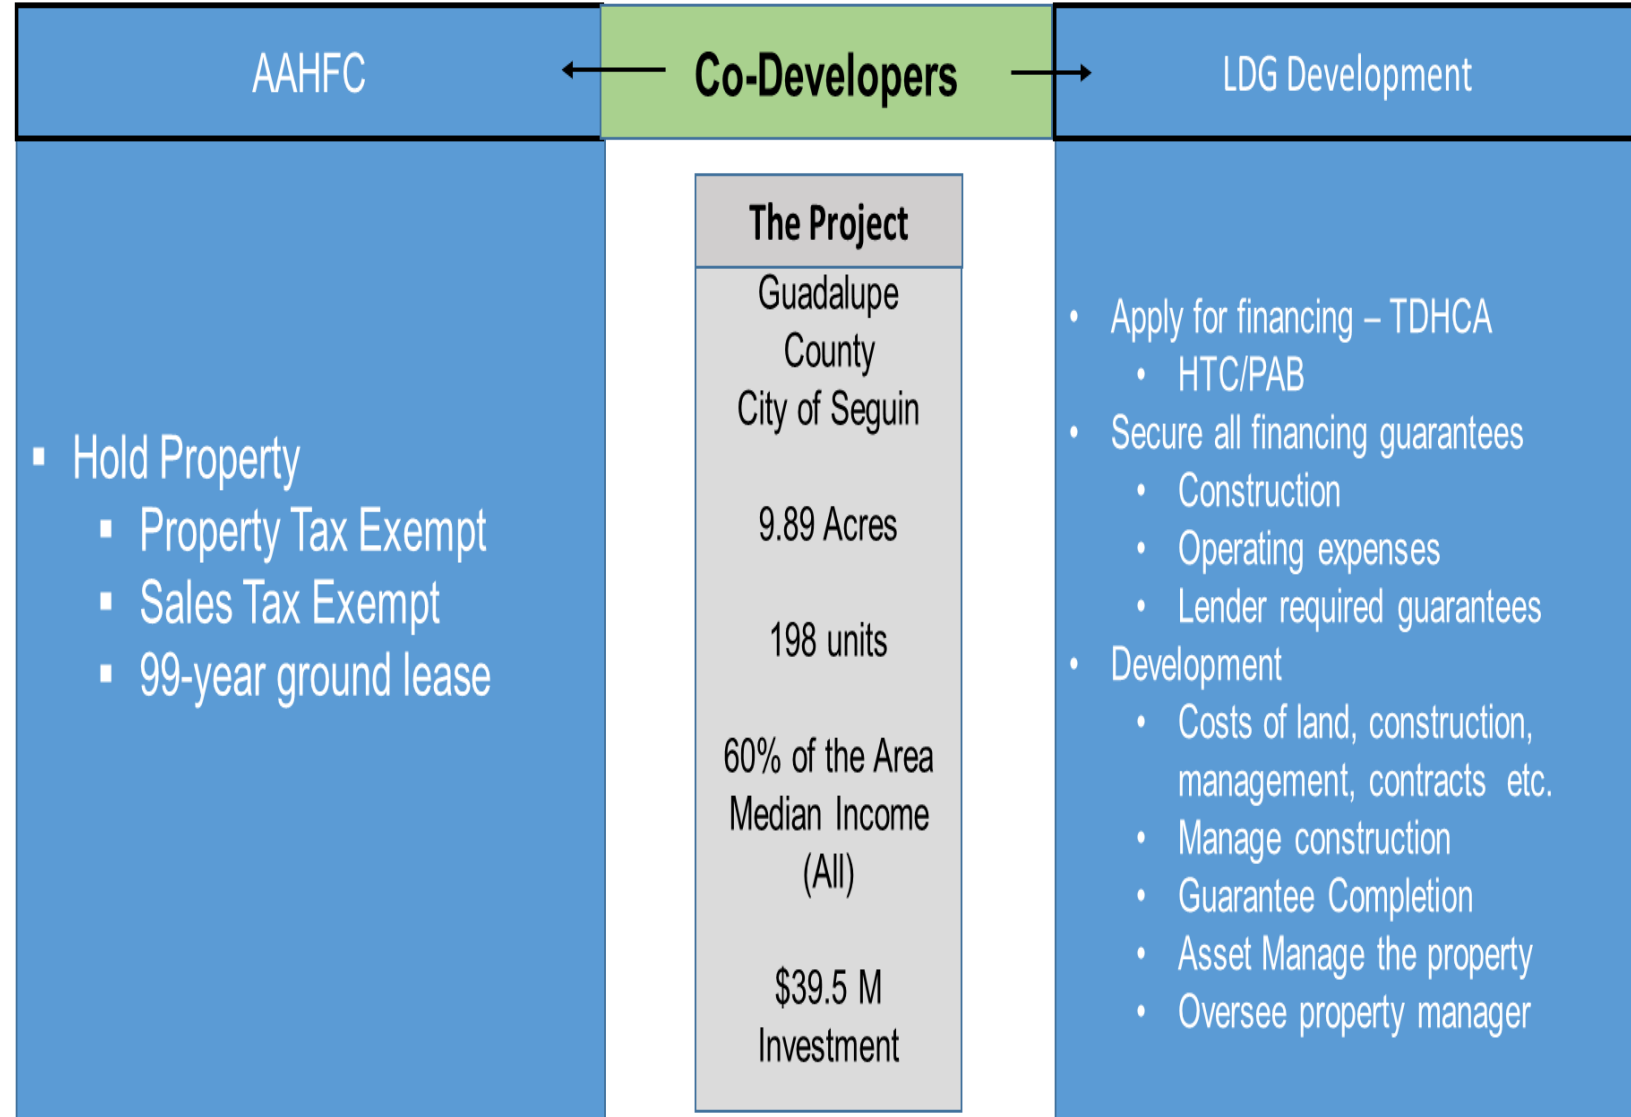 AAHFC
Co-Developers
LDG Development
▪ Hold Property
▪ Property Tax Exempt
▪ Sales Tax Exempt
▪ 99-year ground lease
The Project
Guadalupe
County
City of Seguin
9.89 Acres
198 units
60% of the Area
Median Income
(All)
$39.5 M
Investment
• Apply for financing – TDHCA
• HTC/PAB
• Secure all financing guarantees
• Construction
• Operating expenses
• Lender required guarantees
• Development
• Costs of land, construction,
management, contracts etc.
• Manage construction
• Guarantee Completion
• Asset Manage the property
• Oversee property manager